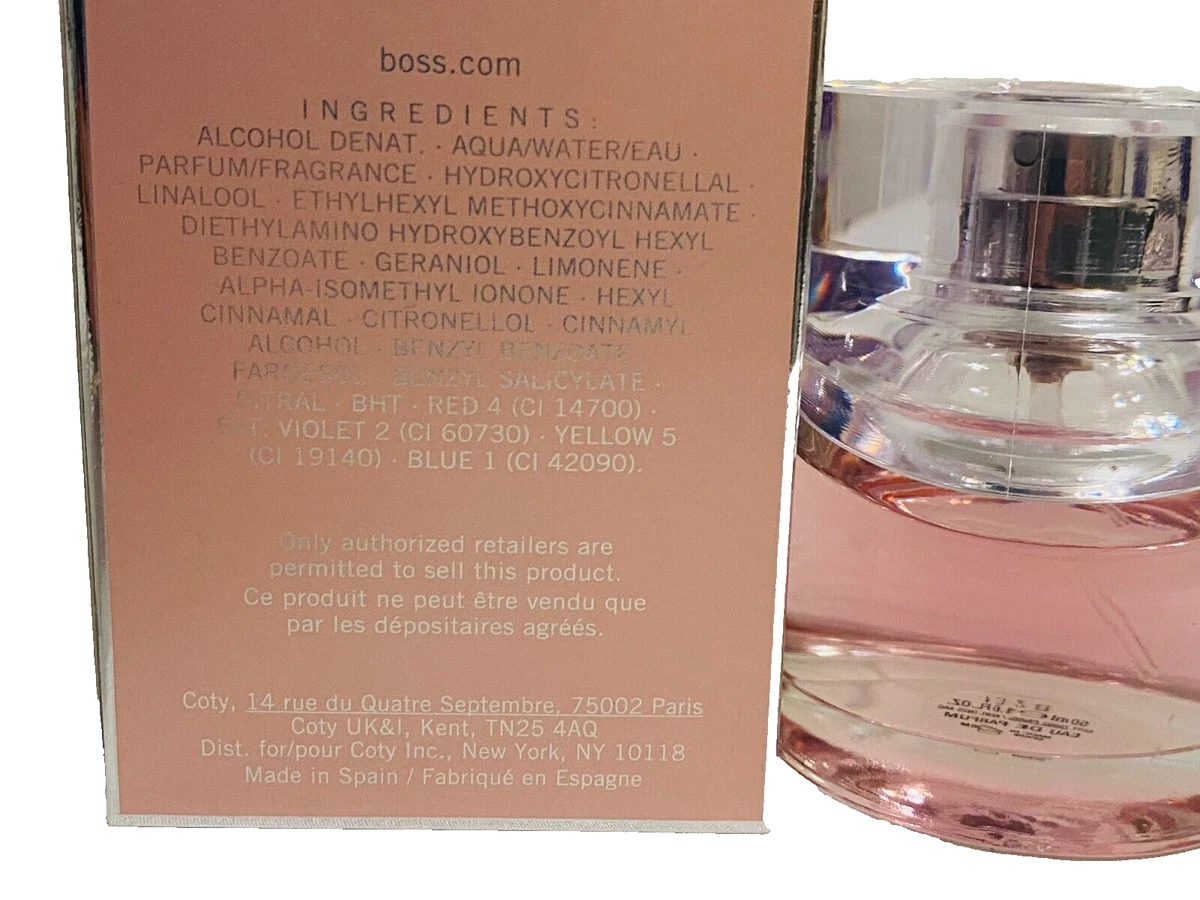 boss.com
INGREDIENTS:
ALCOHOL DENAT. · AQUA/WATER/EAU ·
PARFUM/FRAGRANCE · HYDROXYCITRONELLAL ·
LINALOOL · ETHYLHEXYL METHOXYCINNAMATE ·
DIETHYLAMINO HYDROXYBENZOYL HEXYL
BENZOATE · GERANIOL · LIMONENE ·
ALPHA-ISOMETHYL IONONE · HEXYL
CINNAMAL · CITRONELLOL · CINNAMYL
ALCOHOL · BENZYL BENZOATE
BENZYL SALICYLATE ·
CITRAL · BHT · RED 4 (CI 14700) ·
VIOLET 2 (CI 60730) · YELLOW 5
(CI 19140) · BLUE 1 (CI 42090).
Only authorized retailers are
permitted to sell this product.
Ce produit ne peut être vendu que
par les dépositaires agréés.
Coty, 14 rue du Quatre Septembre, 75002 Paris
Coty UK&I, Kent, TN25 4AQ
Dist. for/pour Coty Inc., New York, NY 10118
Made in Spain / Fabriqué en Espagne
EAU DE PARFUM